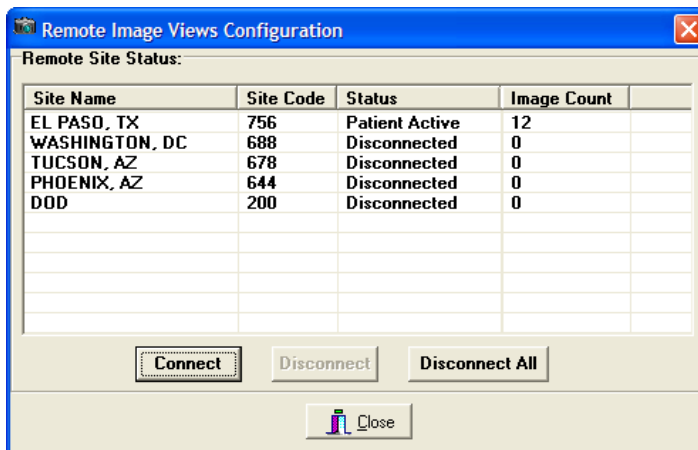 Remote Image Views Configuration
Remote Site Status:
Site Name Site Code Status Image Count
EL PASO, TX 756 Patient Active 12
WASHINGTON, DC 688 Disconnected 0
TUCSON, AZ 678 Disconnected 0
PHOENIX, AZ 644 Disconnected 0
DOD 200 Disconnected 0
Connect Disconnect Disconnect All
Close